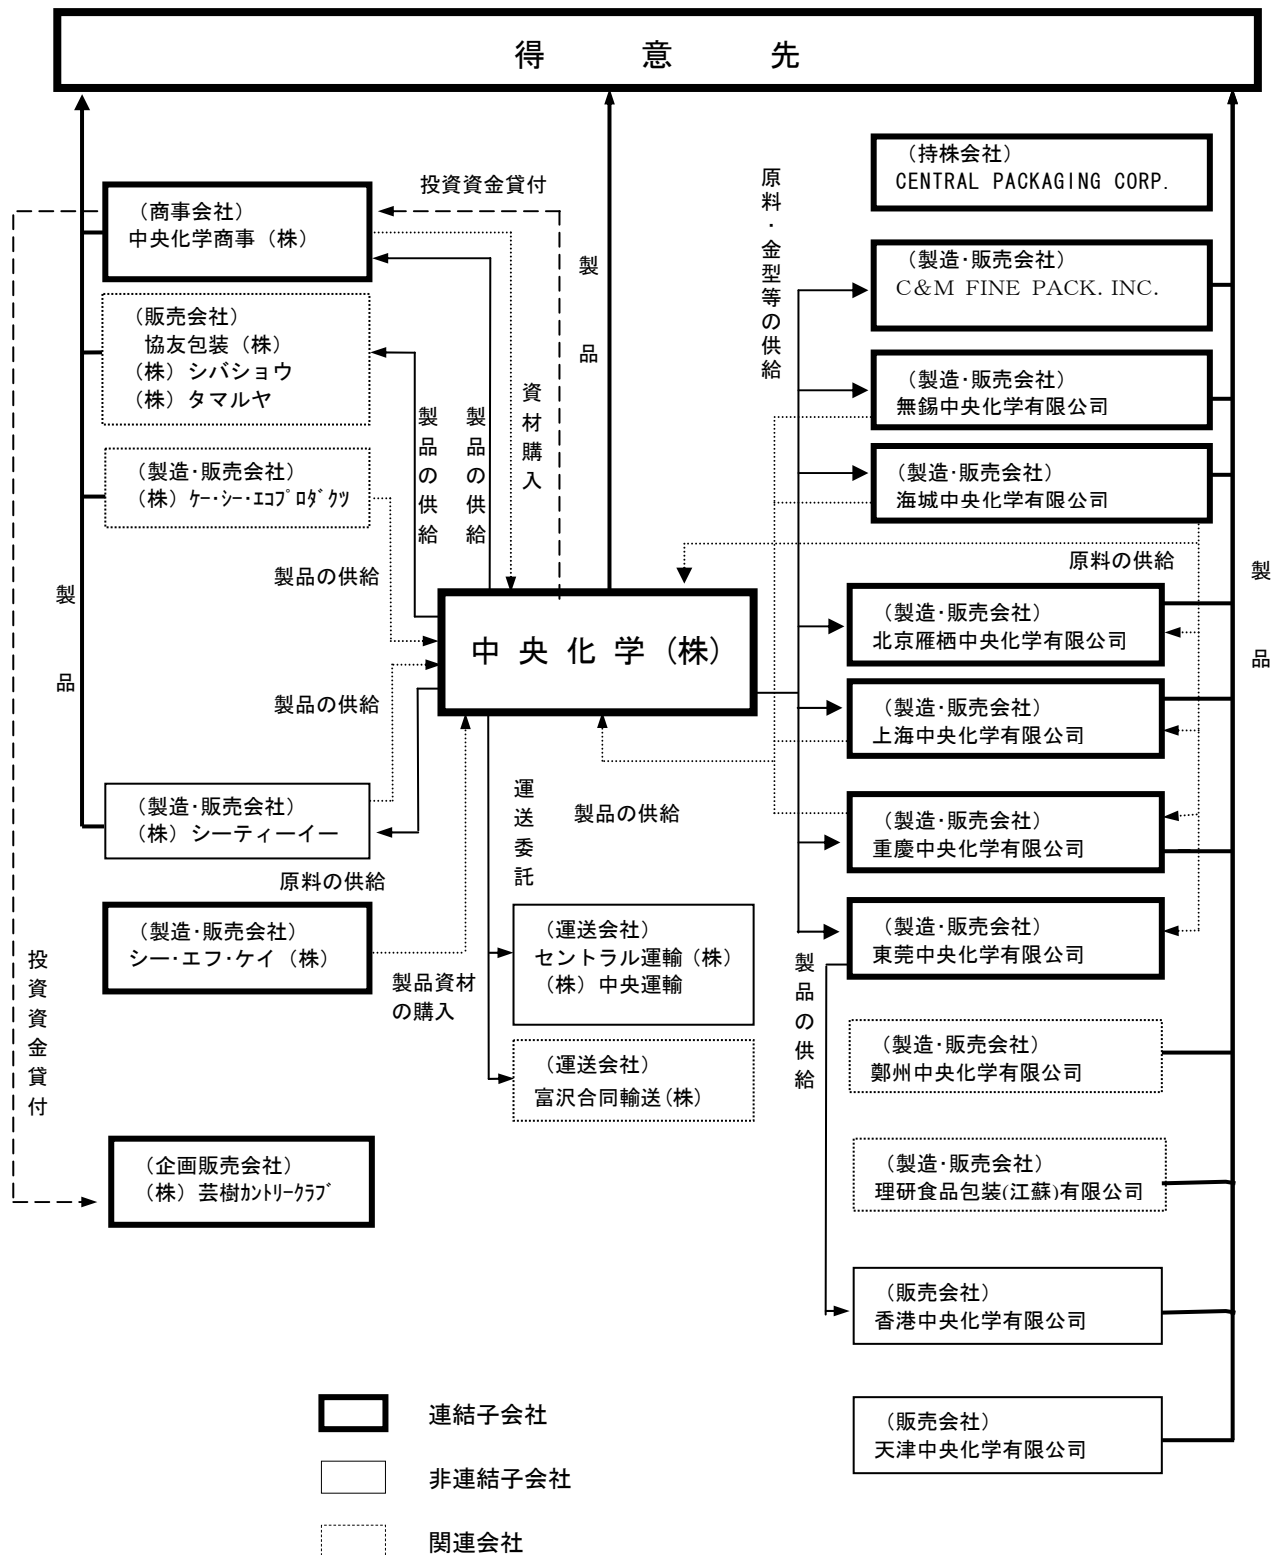 得意先
(持株会社)
CENTRAL PACKAGING CORP.
投資資金貸付
原料・金型等の供給
(商事会社)
中央化学商事(株)
製品
(製造・販売会社)
C&M FINE PACK. INC.
(販売会社)
協友包装(株)
(株)シバショウ
(株)タマルヤ
(製造・販売会社)
無錫中央化学有限公司
資材購入
製品の供給
製品の供給
(製造・販売会社)
(株)ケー・シー・エコプロダクツ
(製造・販売会社)
海城中央化学有限公司
原料の供給
製品の供給
製品
製品
(製造・販売会社)
北京雁栖中央化学有限公司
中央化学(株)
製品の供給
(製造・販売会社)
上海中央化学有限公司
運送委託
製品の供給
(製造・販売会社)
(株)シーティーイー
(製造・販売会社)
重慶中央化学有限公司
原料の供給
(製造・販売会社)
シー・エフ・ケイ(株)
(運送会社)
セントラル運輸(株)
(株)中央運輸
(製造・販売会社)
東莞中央化学有限公司
投資資金貸付
製品資材
の購入
製品の供給
(運送会社)
富沢合同輸送(株)
(製造・販売会社)
鄭州中央化学有限公司
(企画販売会社)
(株)芸樹カントリークラブ
(製造・販売会社)
理研食品包装(江蘇)有限公司
(販売会社)
香港中央化学有限公司
連結子会社
(販売会社)
天津中央化学有限公司
非連結子会社
関連会社